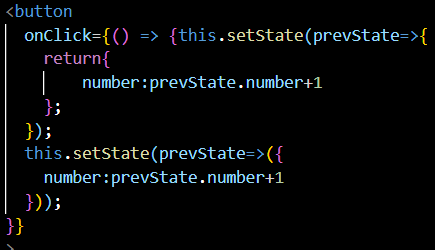 <button
onClick={() => {this.setState(prevState=>{
return{
number:prevState.number+1
};
});
this.setState(prevState=>({
number:prevState.number+1
}));
}}
>